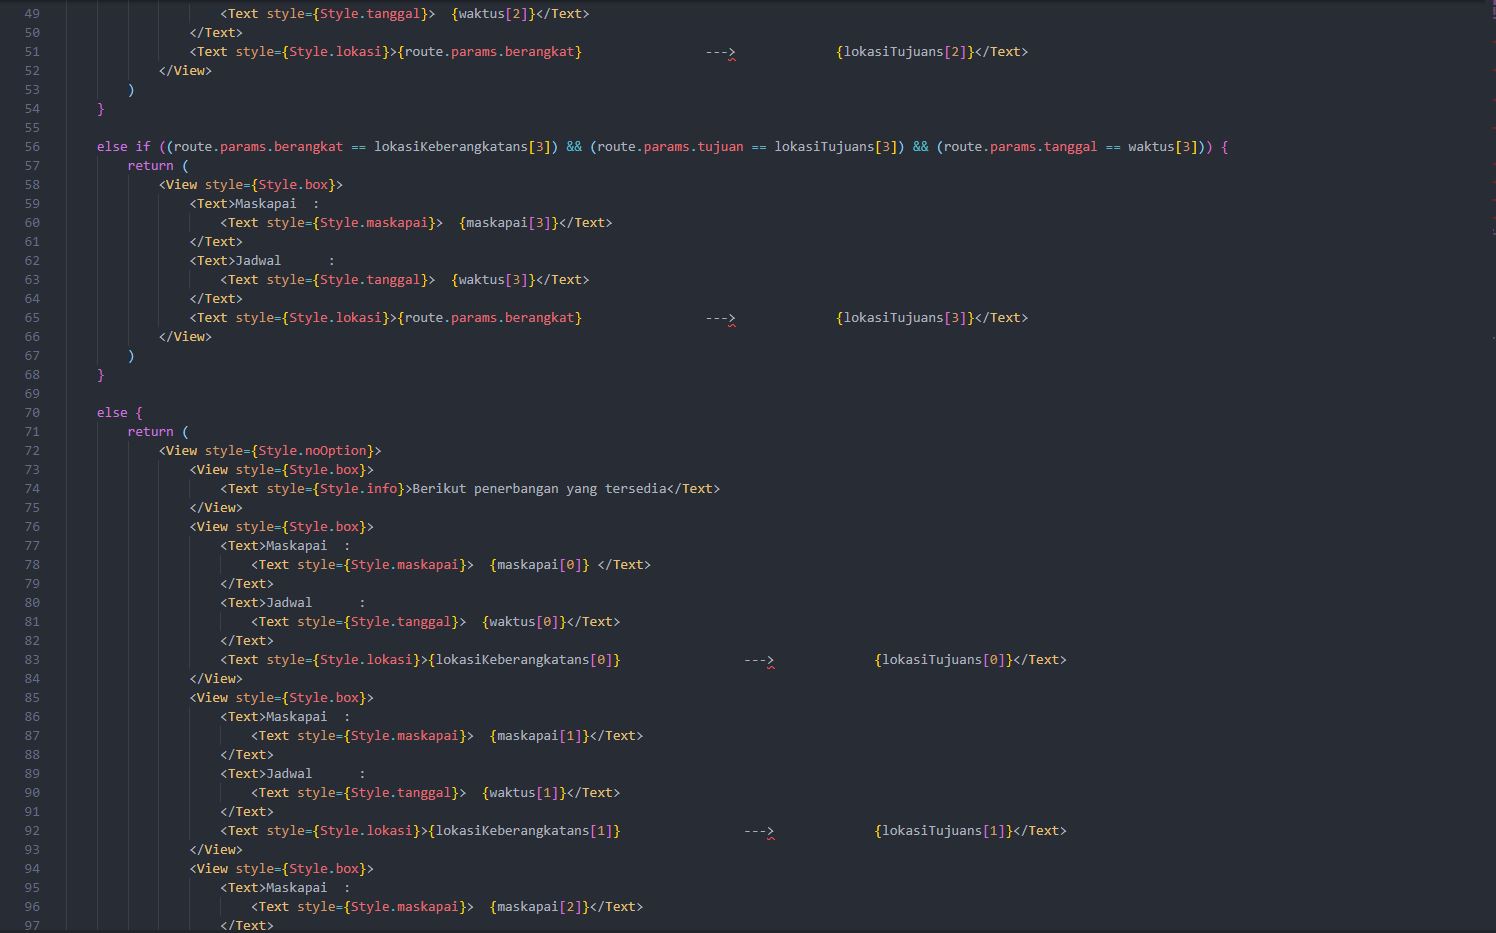 49 <Text style={Style.tanggal}>  {waktus[2]}</Text>
50 </Text>
51 <Text style={Style.lokasi}>{route.params.berangkat}                --->             {lokasiTujuans[2]}</Text>
52 </View>
53 )
54 }
55
56 else if ((route.params.berangkat == lokasiKeberangkatans[3]) && (route.params.tujuan == lokasiTujuans[3]) && (route.params.tanggal == waktus[3])) {
57 return (
58 <View style={Style.box}>
59 <Text>Maskapai  :
60 <Text style={Style.maskapai}>  {maskapai[3]}</Text>
61 </Text>
62 <Text>Jadwal      :
63 <Text style={Style.tanggal}>  {waktus[3]}</Text>
64 </Text>
65 <Text style={Style.lokasi}>{route.params.berangkat}                --->             {lokasiTujuans[3]}</Text>
66 </View>
67 )
68 }
69
70 else {
71 return (
72 <View style={Style.noOption}>
73 <View style={Style.box}>
74 <Text style={Style.info}>Berikut penerbangan yang tersedia</Text>
75 </View>
76 <View style={Style.box}>
77 <Text>Maskapai  :
78 <Text style={Style.maskapai}>  {maskapai[0]} </Text>
79 </Text>
80 <Text>Jadwal      :
81 <Text style={Style.tanggal}>  {waktus[0]}</Text>
82 </Text>
83 <Text style={Style.lokasi}>{lokasiKeberangkatans[0]}                --->             {lokasiTujuans[0]}</Text>
84 </View>
85 <View style={Style.box}>
86 <Text>Maskapai  :
87 <Text style={Style.maskapai}>  {maskapai[1]}</Text>
88 </Text>
89 <Text>Jadwal      :
90 <Text style={Style.tanggal}>  {waktus[1]}</Text>
91 </Text>
92 <Text style={Style.lokasi}>{lokasiKeberangkatans[1]}                --->             {lokasiTujuans[1]}</Text>
93 </View>
94 <View style={Style.box}>
95 <Text>Maskapai  :
96 <Text style={Style.maskapai}>  {maskapai[2]}</Text>
97 </Text>